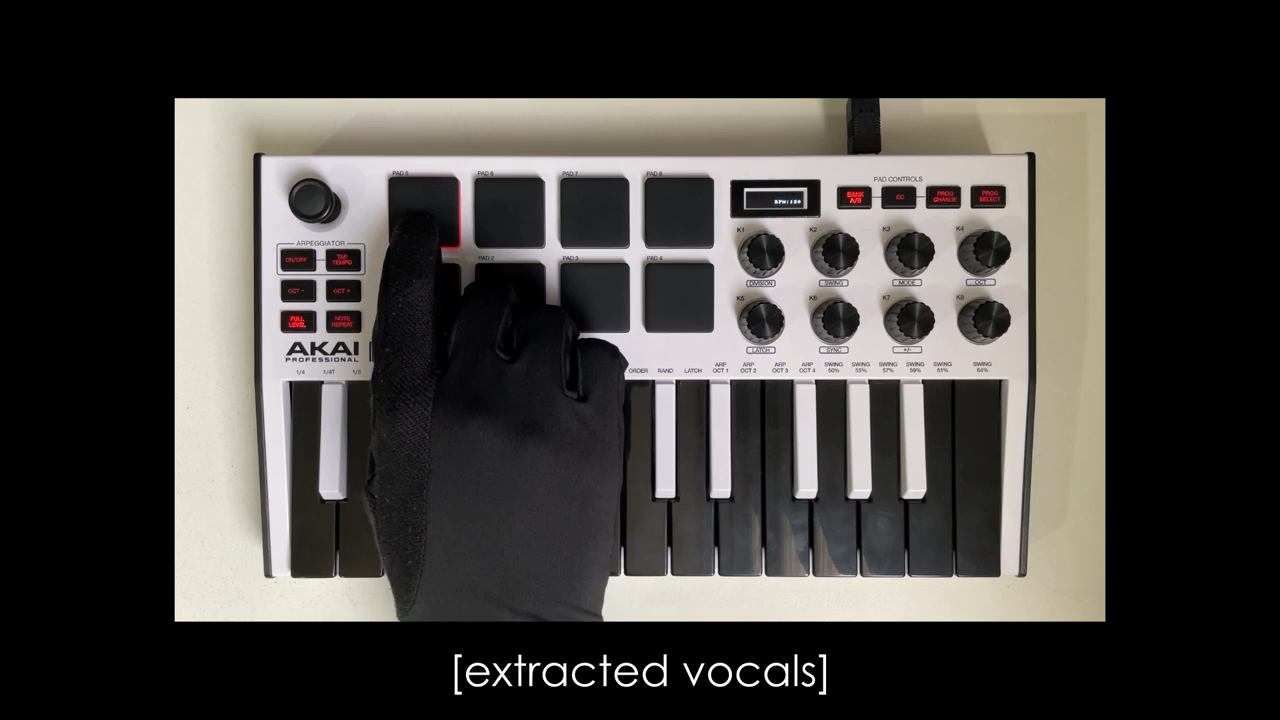 PAD 5 PAD 6 PAD 7 PAD 8
PAD CONTROLS
BANK A/B CC PROG CHANGE PROG SELECT
K1 K2 K3 K4
ARPEGGIATOR
ON/OFF TAP TEMPO
PAD 2 PAD 3 PAD 4
DIVISION SWING MODE OCT
OCT - OCT +
K5 K6 K7 K8
FULL LEVEL NOTE REPEAT
AKAI
PROFESSIONAL
LATCH SYNC +/-
1/4 1/4T 1/8
ORDER RAND LATCH ARP OCT 1 ARP OCT 2 ARP OCT 3 ARP OCT 4 SWING 50% SWING 55% SWING 57% SWING 59% SWING 61% SWING 64%
[extracted vocals]